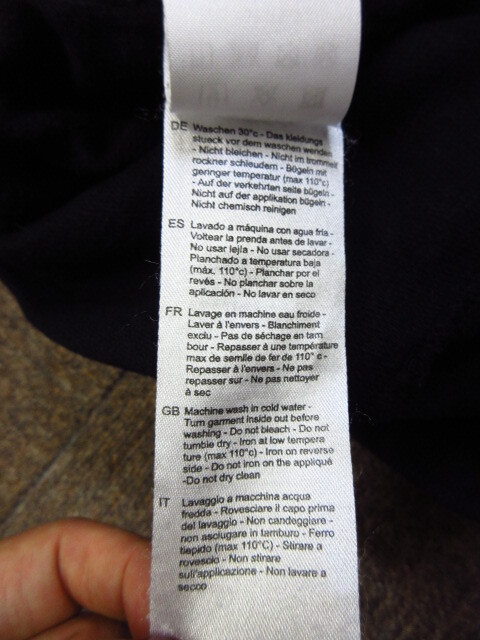 DE Waschen 30°c - Das kleidungs
stueck vor dem waschen wenden
- Nicht bleichen - Nicht im trommel
rockner schleudem - Bügeln mit
geringer temperatur (max 110°c)
- Auf der verkehrten seite bügeln -
Nicht auf der applikation bügeln -
Nicht chemisch reinigen
ES Lavado a máquina con agua fria -
Voltear la prenda antes de lavar -
No usar lejía - No usar secadora -
Planchado a temperatura baja
(máx. 110°c) - Planchar por el
revés - No planchar sobre la
aplicación - No lavar en seco
FR Lavage en machine eau froide -
Laver à l'envers - Blanchiment
exclu - Pas de séchage en tam
bour - Repasser à une température
max de semlle de fer de 110° c -
Repasser à l'envers - Ne pas
repasser sur - Ne pas nettoyer
à sec
GB Machine wash in cold water -
Turn garment inside out before
washing - Do not bleach - Do not
tumble dry - Iron at low tempera
ture (max 110°c) - Iron on reverse
side - Do not iron on the appliqué
-Do not dry clean
IT Lavaggio a macchina acqua
fredda - Rovesciare il capo prima
del lavaggio - Non candeggiare -
non asciugare in tamburo - Ferro
tiepido (max 110°C) - Stirare a
rovescio - Non stirare
sull'applicazione - Non lavare a
secco